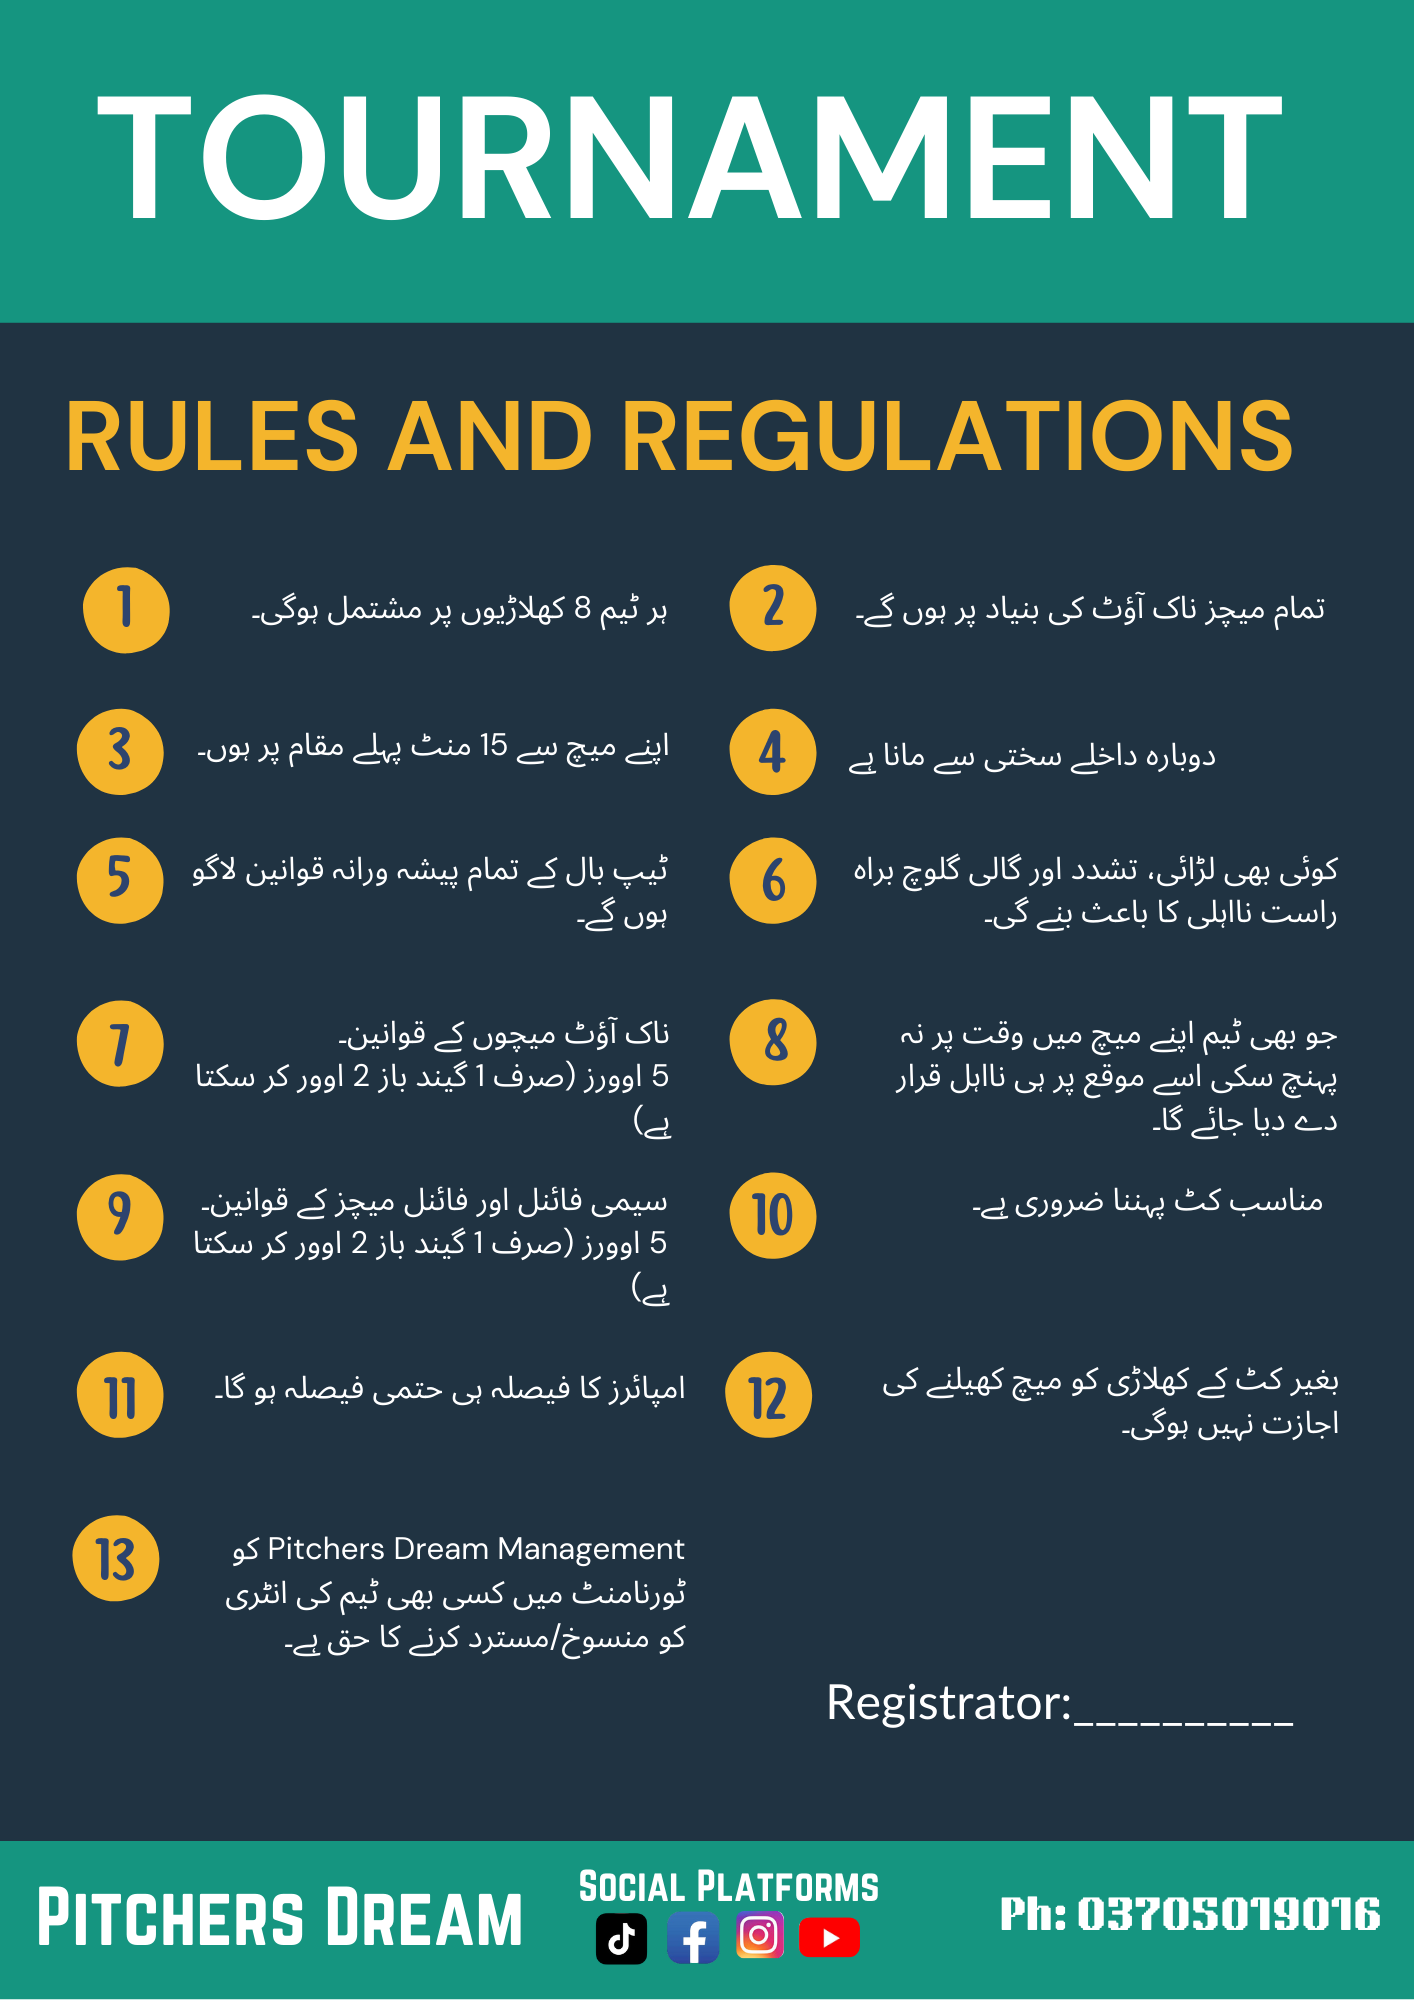 TOURNAMENT
RULES AND REGULATIONS
1
ہر ٹیم 8 کھلاڑیوں پر مشتمل ہوگی۔
2
تمام میچز ناک آؤٹ کی بنیاد پر ہوں گے۔
3
اپنے میچ سے 15 منٹ پہلے مقام پر ہوں۔
4
دوبارہ داخلے سختی سے مانا ہے
5
ٹیپ بال کے تمام پیشہ ورانہ قوانین لاگو
ہوں گے۔
6
کوئی بھی لڑائی، تشدد اور گالی گلوچ براہ
راست نااہلی کا باعث بنے گی۔
7
ناک آؤٹ میچوں کے قوانین۔
5 اوورز (صرف 1 گیند باز 2 اوور کر سکتا
ہے)
8
جو بھی ٹیم اپنے میچ میں وقت پر نہ
پہنچ سکی اسے موقع پر ہی نااہل قرار
دے دیا جائے گا۔
9
سیمی فائنل اور فائنل میچز کے قوانین۔
5 اوورز (صرف 1 گیند باز 2 اوور کر سکتا
ہے)
10
مناسب کٹ پہننا ضروری ہے۔
11
امپائرز کا فیصلہ ہی حتمی فیصلہ ہو گا۔
12
بغیر کٹ کے کھلاڑی کو میچ کھیلنے کی
اجازت نہیں ہوگی۔
13
Pitchers Dream Management کو
ٹورنامنٹ میں کسی بھی ٹیم کی انٹری
کو منسوخ/مسترد کرنے کا حق ہے۔
Registrator:__________
PITCHERS DREAM
SOCIAL PLATFORMS
Ph: 03705019016